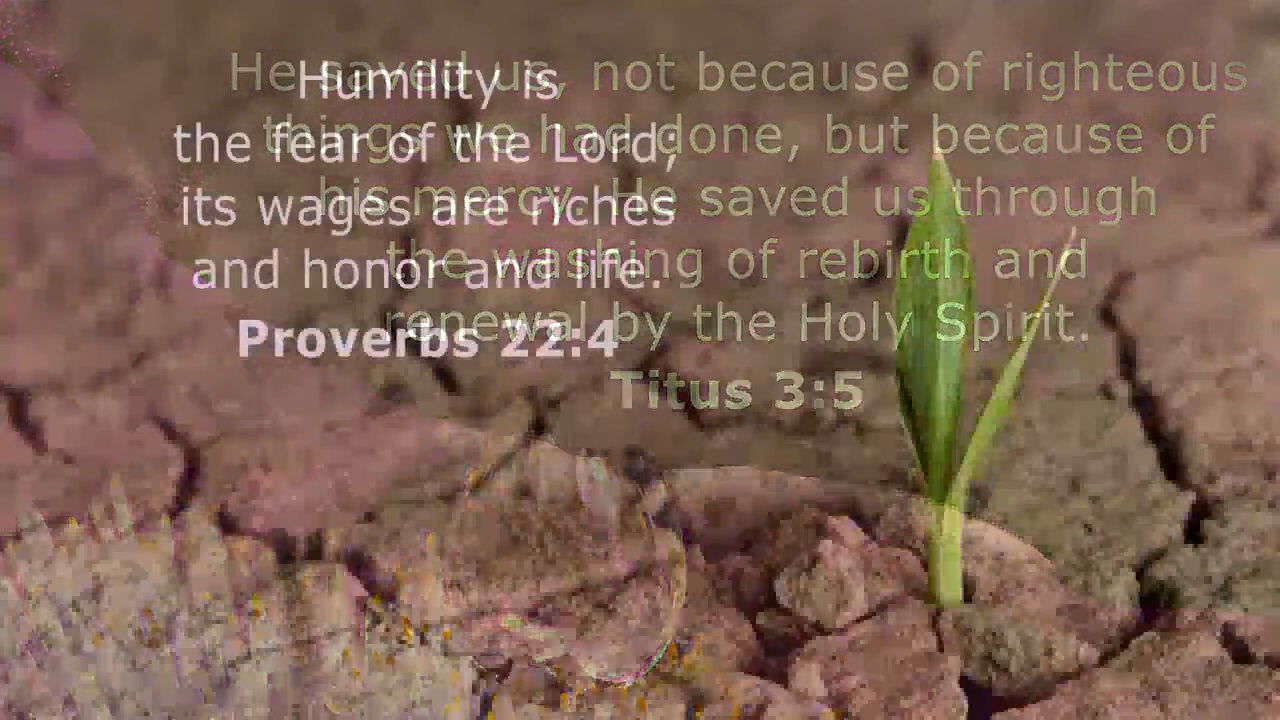 Humility is
the fear of the Lord;
its wages are riches
and honor and life.
Proverbs 22:4
He saved us, not because of righteous
things we had done, but because of
his mercy. He saved us through
the washing of rebirth and
renewal by the Holy Spirit.
Titus 3:5